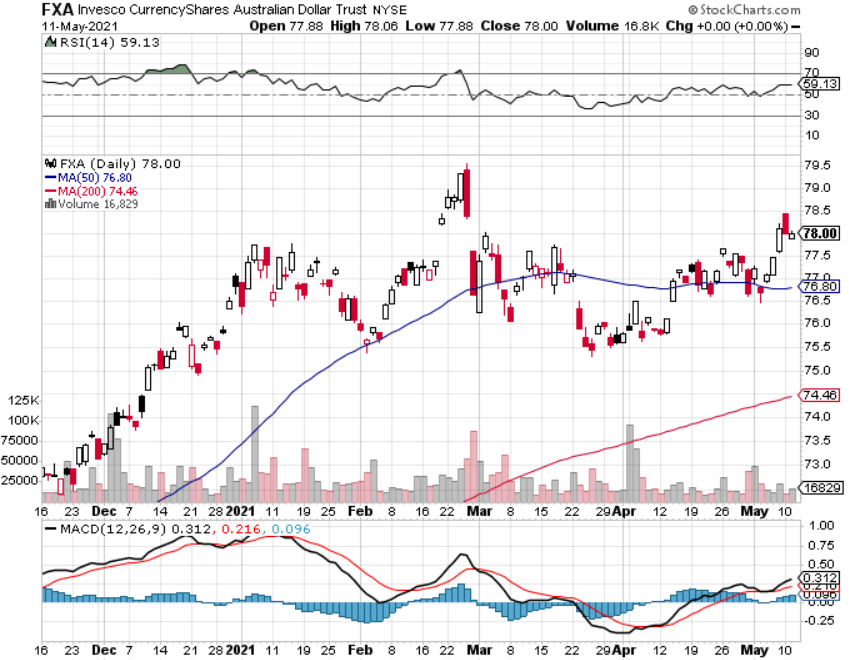 FXA Invesco CurrencyShares Australian Dollar Trust NYSE © StockCharts.com
11-May-2021 Open 77.88 High 78.06 Low 77.88 Close 78.00 Volume 16.8K Chg +0.00 (+0.00%)
RSI(14) 59.13
90
70
59.13
50
30
10
FXA (Daily) 78.00
MA(50) 76.80
MA(200) 74.46
Volume 16,829
79.5
79.0
78.5
78.00
77.5
77.0
76.80
76.5
76.0
75.5
75.0
74.46
74.0
73.5
73.0
125K
100K
75000
50000
25000
16829
16 23 Dec 7 14 21 28 2021 11 19 25 Feb 8 16 22 Mar 8 15 22 29 Apr 12 19 26 May 10
MACD(12,26,9) 0.312, 0.216, 0.096
1.00
0.75
0.50
0.312
0.216
0.096
0.00
-0.25
16 23 Dec 7 14 21 28 2021 11 19 25 Feb 8 16 22 Mar 8 15 22 29 Apr 12 19 26 May 10